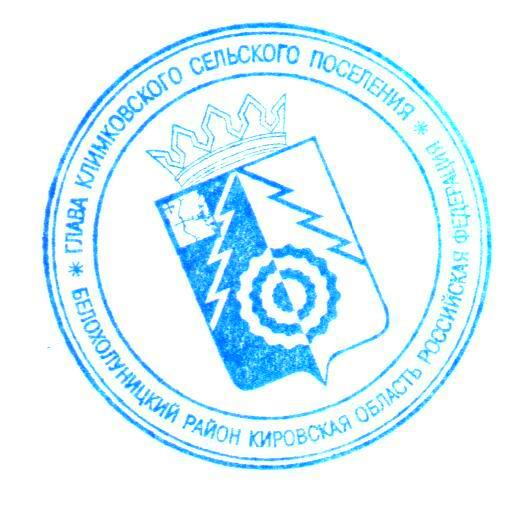 * ГЛАВА КЛИМКОВСКОГО СЕЛЬСКОГО ПОСЕЛЕНИЯ *
БЕЛОХОЛУНИЦКИЙ РАЙОН КИРОВСКАЯ ОБЛАСТЬ РОССИЙСКАЯ ФЕДЕРАЦИЯ